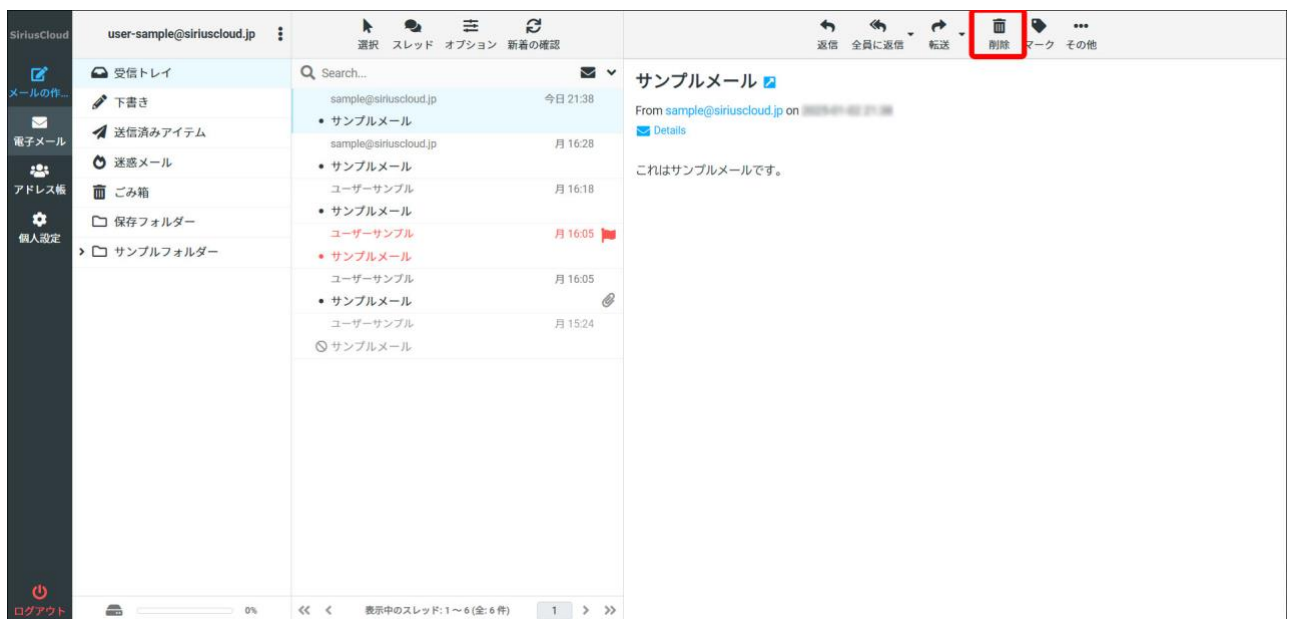 SiriusCloud
メールの作...
電子メール
アドレス帳
個人設定
ログアウト
user-sample@siriuscloud.jp
受信トレイ
下書き
送信済みアイテム
迷惑メール
ごみ箱
保存フォルダー
サンプルフォルダー
0%
選択 スレッド オプション 新着の確認
Search...
sample@siriuscloud.jp 今日 21:38
サンプルメール
sample@siriuscloud.jp 月 16:28
サンプルメール
ユーザーサンプル 月 16:18
サンプルメール
ユーザーサンプル 月 16:05
サンプルメール
ユーザーサンプル 月 16:05
サンプルメール
ユーザーサンプル 月 15:24
サンプルメール
表示中のスレッド: 1 ～ 6 (全: 6 件) 1
返信 全員に返信 転送 削除 マーク その他
サンプルメール
From sample@siriuscloud.jp on
Details
これはサンプルメールです。